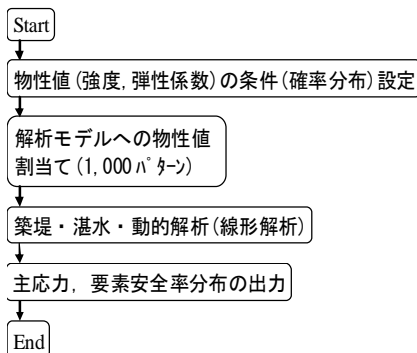 Start
物性値(強度,弾性係数)の条件(確率分布)設定
解析モデルへの物性値
割当て(1,000ﾊﾟﾀｰﾝ)
築堤・湛水・動的解析(線形解析)
主応力，要素安全率分布の出力
End